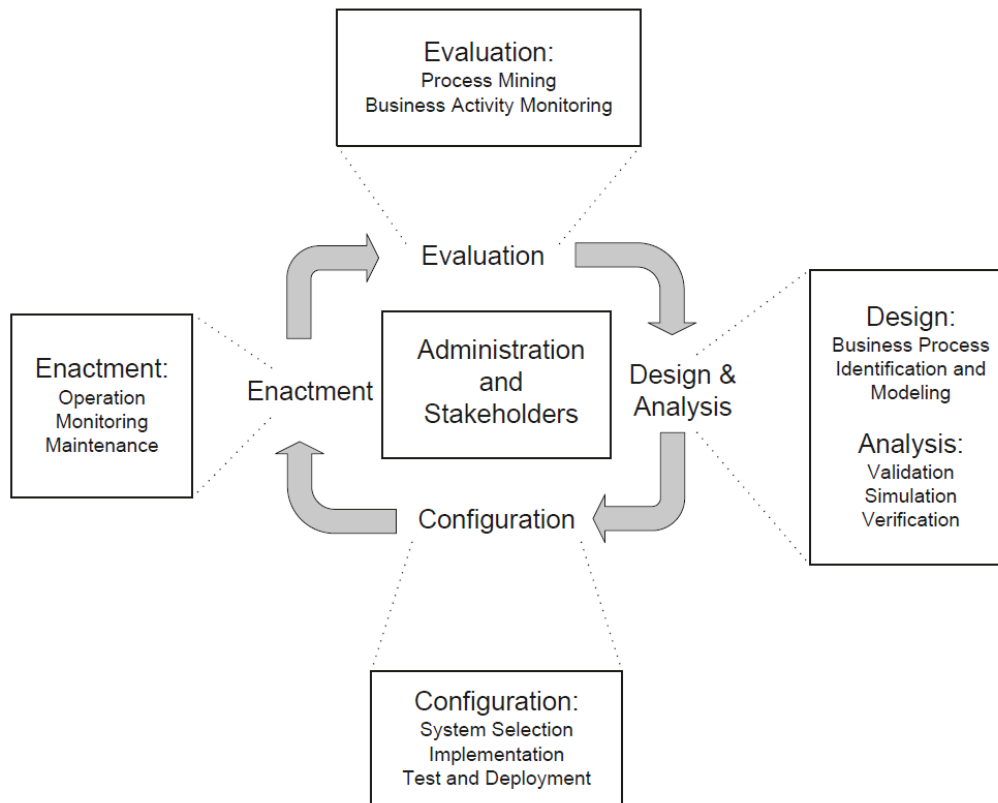 Evaluation:
Process Mining
Business Activity Monitoring
Evaluation
Enactment:
Operation
Monitoring
Maintenance
Enactment
Administration
and
Stakeholders
Design &
Analysis
Design:
Business Process
Identification and
Modeling
Analysis:
Validation
Simulation
Verification
Configuration
Configuration:
System Selection
Implementation
Test and Deployment